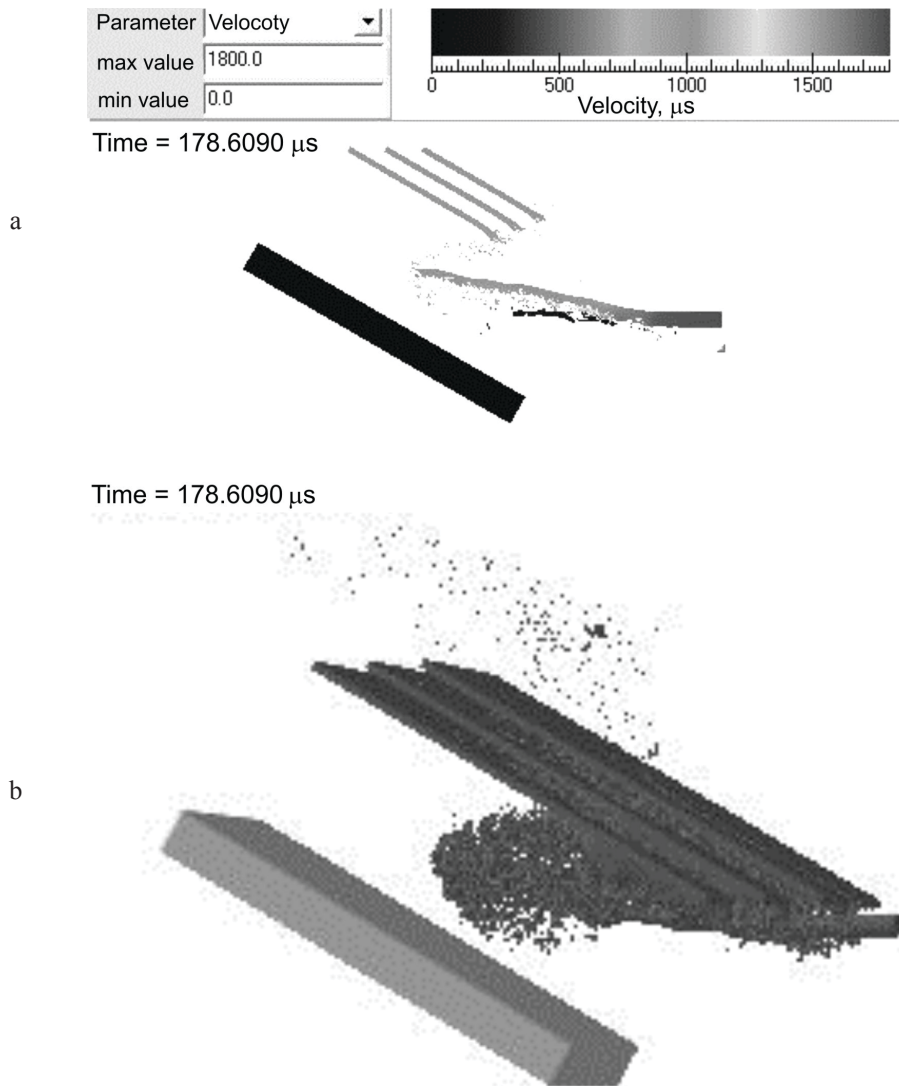 Parameter Velocoty
max value 1800.0
min value 0.0
0 500 1000 1500
Velocity, μs
Time = 178.6090 μs
a
Time = 178.6090 μs
b